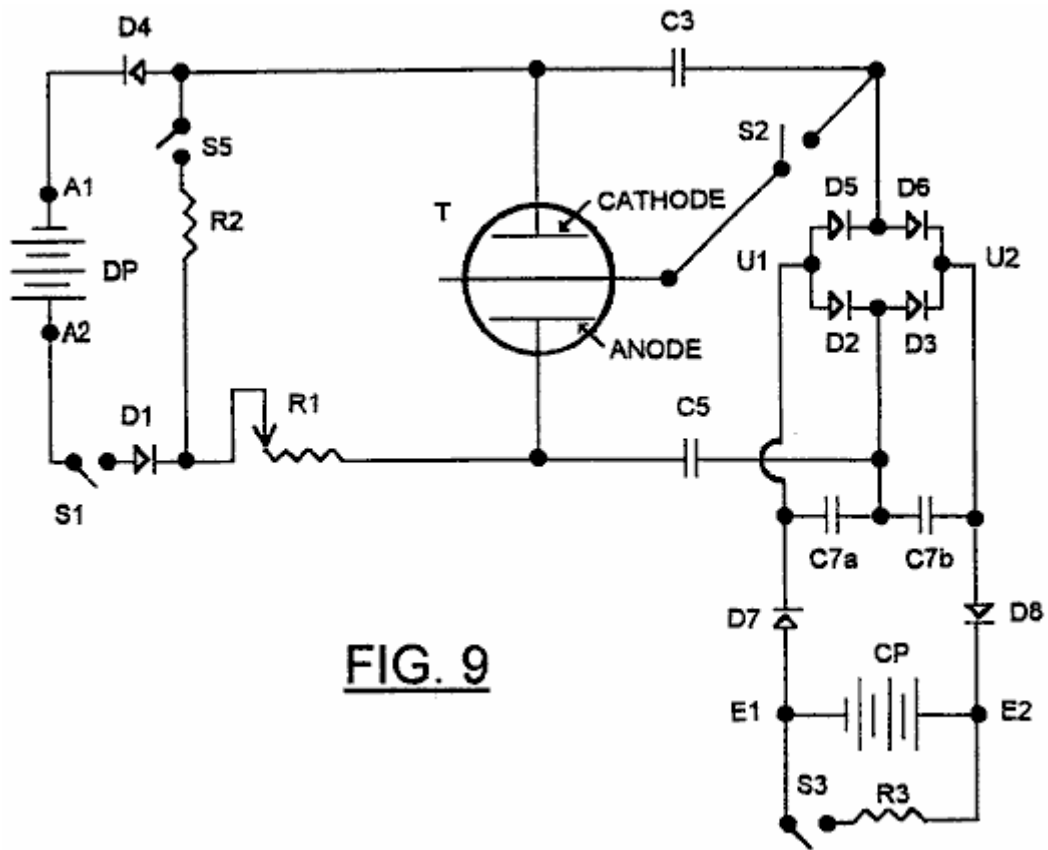 D4
C3
S2
S5
A1
R2
T
CATHODE
D5
D6
U1
U2
DP
A2
ANODE
D2
D3
D1
R1
C5
S1
C7a
C7b
D7
D8
FIG. 9
CP
E1
E2
S3
R3